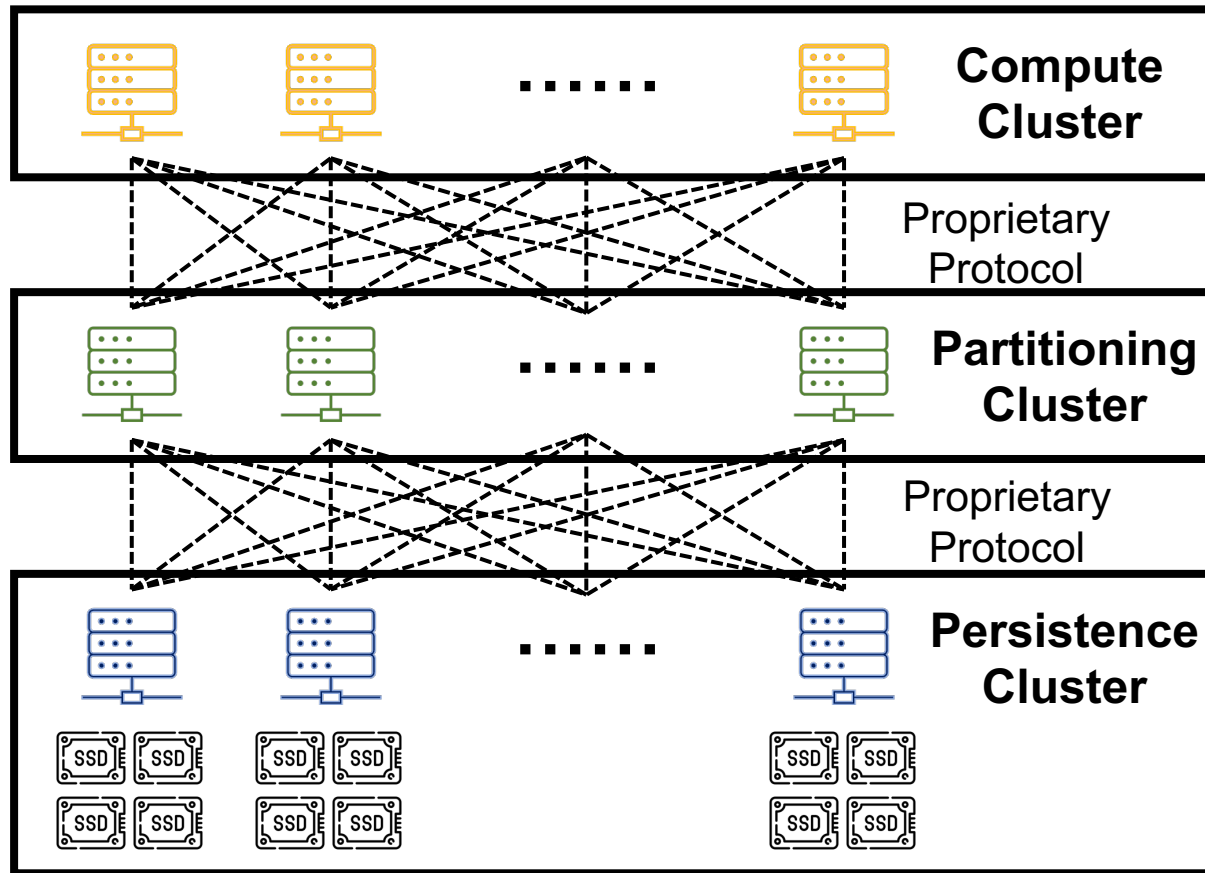 Compute
Cluster
Proprietary
Protocol
Partitioning
Cluster
Proprietary
Protocol
Persistence
Cluster
SSD SSD SSD SSD SSD SSD
SSD SSD SSD SSD SSD SSD